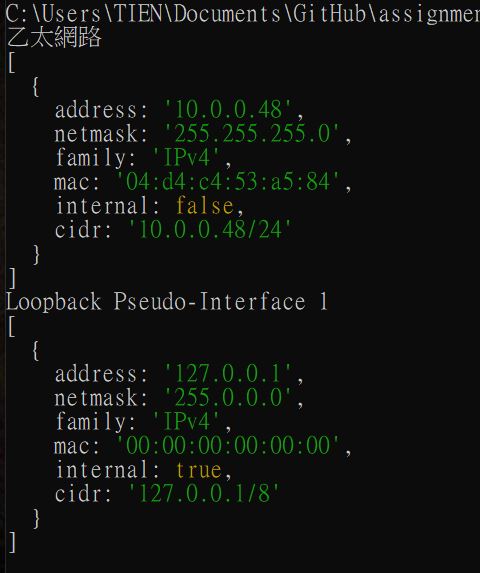 C:\Users\TIEN\Documents\GitHub\assignmen
乙太網路
[
  {
    address: '10.0.0.48',
    netmask: '255.255.255.0',
    family: 'IPv4',
    mac: '04:d4:c4:53:a5:84',
    internal: false,
    cidr: '10.0.0.48/24'
  }
]
Loopback Pseudo-Interface 1
[
  {
    address: '127.0.0.1',
    netmask: '255.0.0.0',
    family: 'IPv4',
    mac: '00:00:00:00:00:00',
    internal: true,
    cidr: '127.0.0.1/8'
  }
]